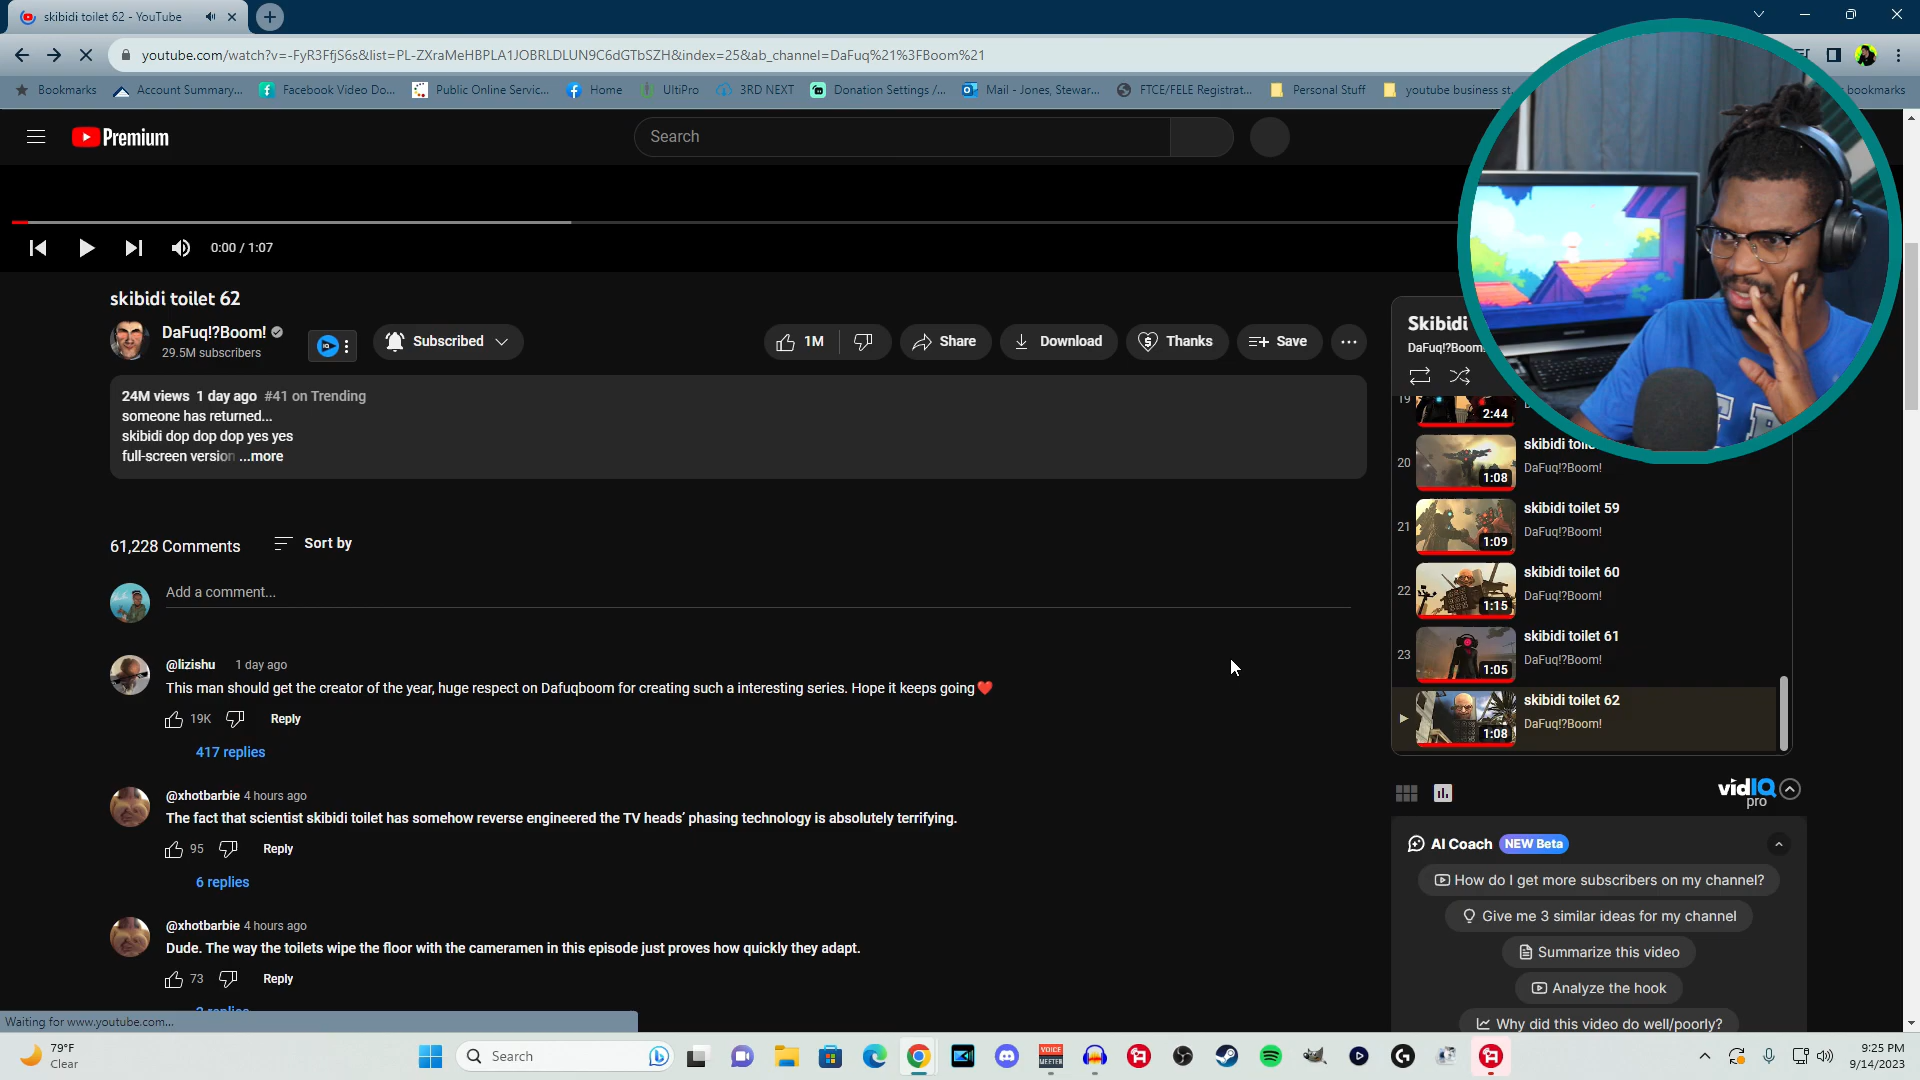 skibidi toilet 62 - YouTube
youtube.com/watch?v=-FyR3FfjS6s&list=PL-ZXraMeHBPLA1JOBRLDLUN9C6dGTbSZH&index=25&ab_channel=DaFuq%21%3FBoom%21
Bookmarks
Account Summary...
Facebook Video Do...
Public Online Servic...
Home
UltiPro
3RD NEXT
Donation Settings /...
Mail - Jones, Stewar...
FTCE/FELE Registrat...
Personal Stuff
youtube business st...
bookmarks
Premium
Search
0:00 / 1:07
skibidi toilet 62
DaFuq!?Boom!
29.5M subscribers
Subscribed
1M
Share
Download
Thanks
Save
24M views 1 day ago #41 on Trending
someone has returned...
skibidi dop dop dop yes yes
full-screen version ...more
61,228 Comments
Sort by
Add a comment...
@lizishu 1 day ago
This man should get the creator of the year, huge respect on Dafuqboom for creating such a interesting series. Hope it keeps going❤️
19K
Reply
417 replies
@xhotbarbie 4 hours ago
The fact that scientist skibidi toilet has somehow reverse engineered the TV heads' phasing technology is absolutely terrifying.
95
Reply
6 replies
@xhotbarbie 4 hours ago
Dude. The way the toilets wipe the floor with the cameramen in this episode just proves how quickly they adapt.
73
Reply
Skibidi
DaFuq!?Boom!
19
2:44
20
1:08
skibidi
DaFuq!?Boom!
21
1:09
skibidi toilet 59
DaFuq!?Boom!
22
1:15
skibidi toilet 60
DaFuq!?Boom!
23
1:05
skibidi toilet 61
DaFuq!?Boom!
1:08
skibidi toilet 62
DaFuq!?Boom!
vidIQ
pro
AI Coach NEW Beta
How do I get more subscribers on my channel?
Give me 3 similar ideas for my channel
Summarize this video
Analyze the hook
Why did this video do well/poorly?
Waiting for www.youtube.com...
79°F
Clear
Search
VOICE
MEETER
9:25 PM
9/14/2023